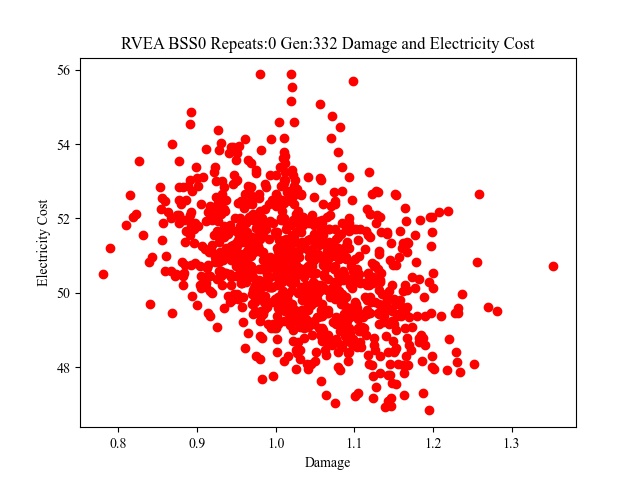 RVEA BSS0 Repeats:0 Gen:332 Damage and Electricity Cost
56
54
52
50
48
Electricity Cost
0.8 0.9 1.0 1.1 1.2 1.3
Damage